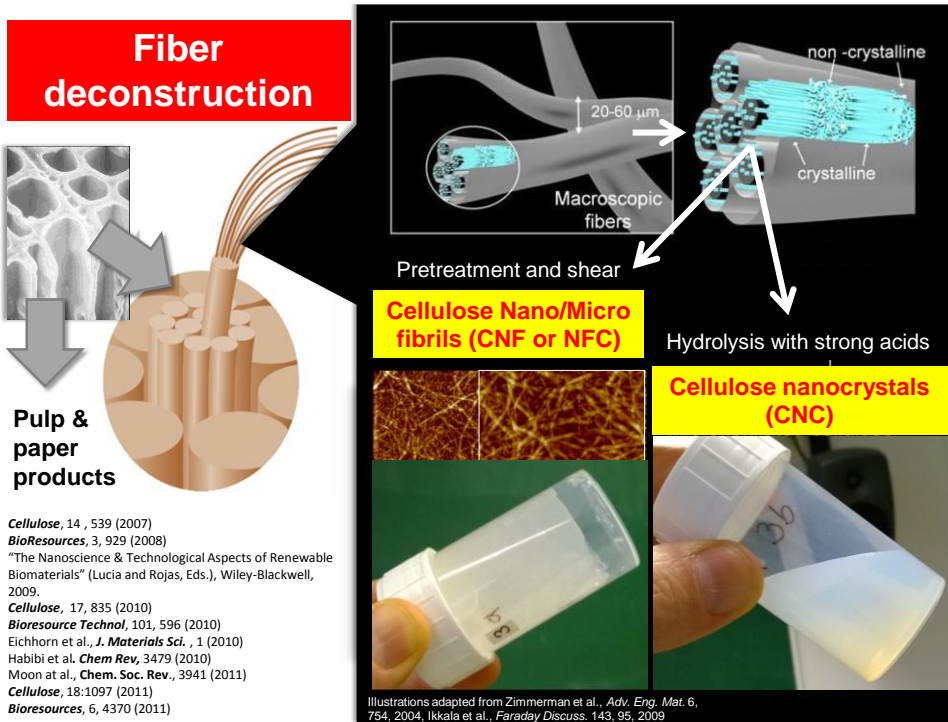 Fiber
deconstruction
20-60 µm
Macroscopic
fibers
non -crystalline
crystalline
Pretreatment and shear
Cellulose Nano/Micro
fibrils (CNF or NFC)
Hydrolysis with strong acids
Cellulose nanocrystals
(CNC)
Pulp &
paper
products
3a
3b
Cellulose, 14 , 539 (2007)
BioResources, 3, 929 (2008)
“The Nanoscience & Technological Aspects of Renewable
Biomaterials” (Lucia and Rojas, Eds.), Wiley-Blackwell,
2009.
Cellulose, 17, 835 (2010)
Bioresource Technol, 101, 596 (2010)
Eichhorn et al., J. Materials Sci. , 1 (2010)
Habibi et al. Chem Rev, 3479 (2010)
Moon at al., Chem. Soc. Rev., 3941 (2011)
Cellulose, 18:1097 (2011)
Bioresources, 6, 4370 (2011)
Illustrations adapted from Zimmerman et al., Adv. Eng. Mat. 6,
754, 2004, Ikkala et al., Faraday Discuss. 143, 95, 2009